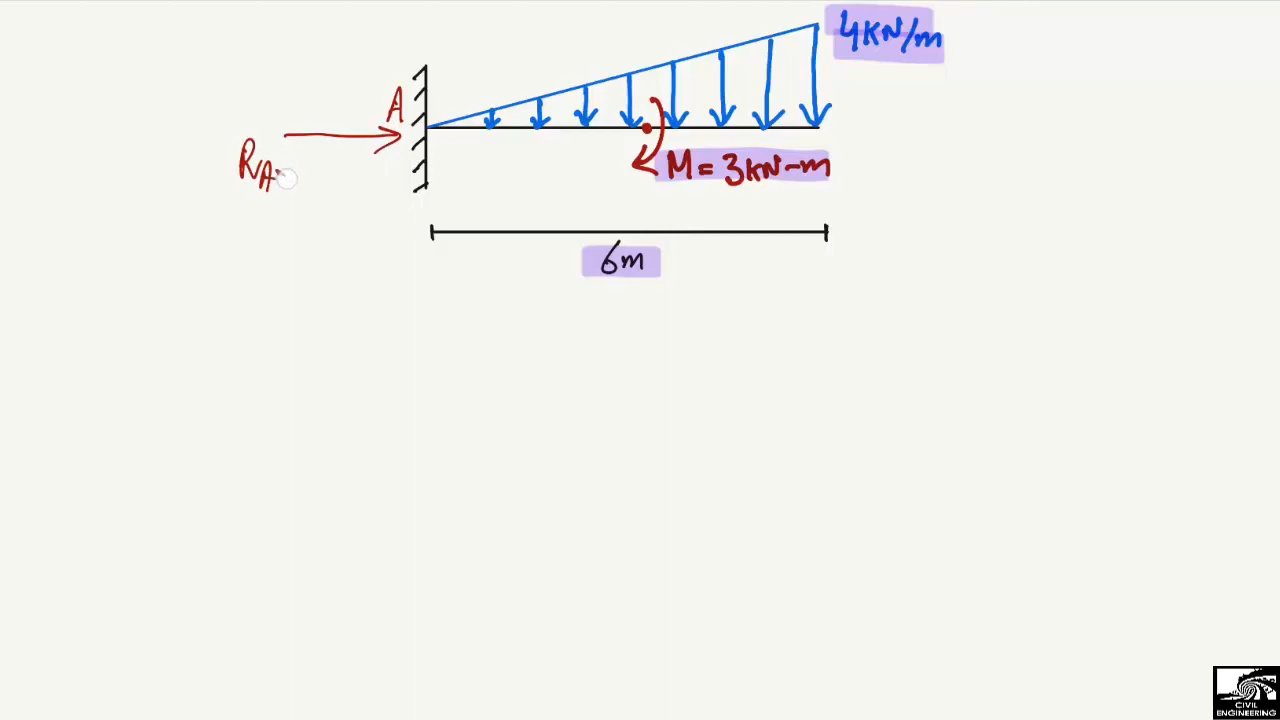 4KN/m
A
RA
M = 3KN-m
6m
CIVIL
ENGINEERING